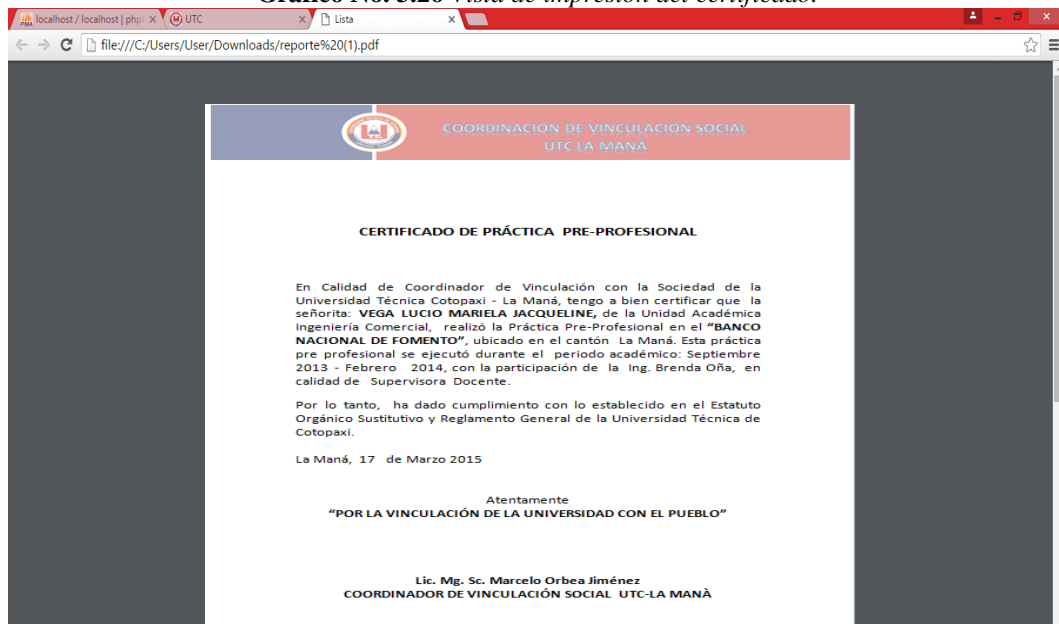 Gráfico No. 3.20 Vista de impresión del certificado.
localhost / localhost | php
UTC
Lista
file:///C:/Users/User/Downloads/reporte%20(1).pdf
COORDINACIÓN DE VINCULACIÓN SOCIAL
UTC LA MANÁ
CERTIFICADO DE PRÁCTICA PRE-PROFESIONAL
En Calidad de Coordinador de Vinculación con la Sociedad de la
Universidad Técnica Cotopaxi - La Maná, tengo a bien certificar que la
señorita: VEGA LUCIO MARIELA JACQUELINE, de la Unidad Académica
Ingeniería Comercial, realizó la Práctica Pre-Profesional en el “BANCO
NACIONAL DE FOMENTO”, ubicado en el cantón La Maná. Esta práctica
pre profesional se ejecutó durante el periodo académico: Septiembre
2013 - Febrero 2014, con la participación de la Ing. Brenda Oña, en
calidad de Supervisora Docente.
Por lo tanto, ha dado cumplimiento con lo establecido en el Estatuto
Orgánico Sustitutivo y Reglamento General de la Universidad Técnica de
Cotopaxi.
La Maná, 17 de Marzo 2015
Atentamente
“POR LA VINCULACIÓN DE LA UNIVERSIDAD CON EL PUEBLO”
Lic. Mg. Sc. Marcelo Orbea Jiménez
COORDINADOR DE VINCULACIÓN SOCIAL UTC-LA MANÀ